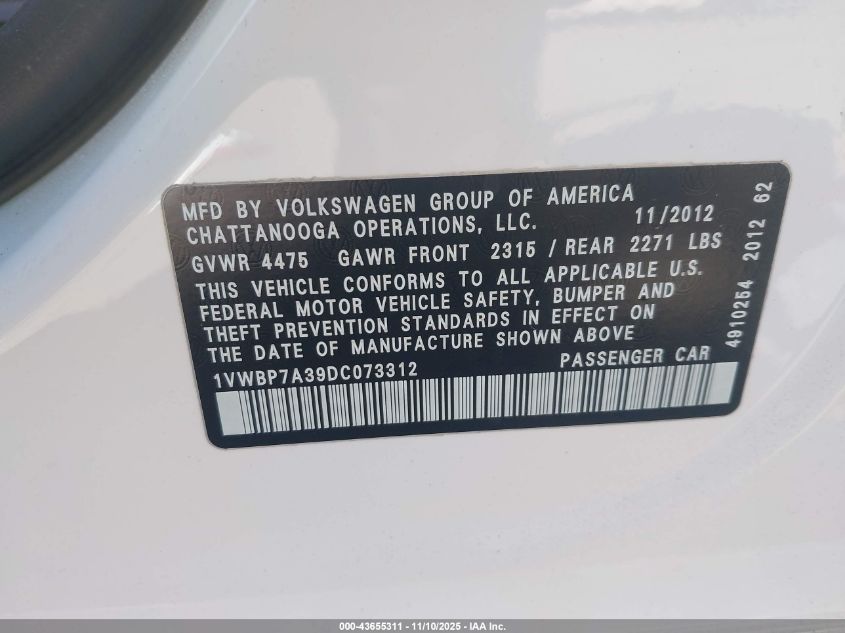 MFD BY VOLKSWAGEN GROUP OF AMERICA
CHATTANOOGA OPERATIONS, LLC. 11/2012
GVWR 4475 GAWR FRONT 2315 / REAR 2271 LBS
THIS VEHICLE CONFORMS TO ALL APPLICABLE U.S.
FEDERAL MOTOR VEHICLE SAFETY, BUMPER AND
THEFT PREVENTION STANDARDS IN EFFECT ON
THE DATE OF MANUFACTURE SHOWN ABOVE
1VWBP7A39DC073312 PASSENGER CAR
4910254 2012 62
000-43655311 - 11/10/2025 - IAA Inc.